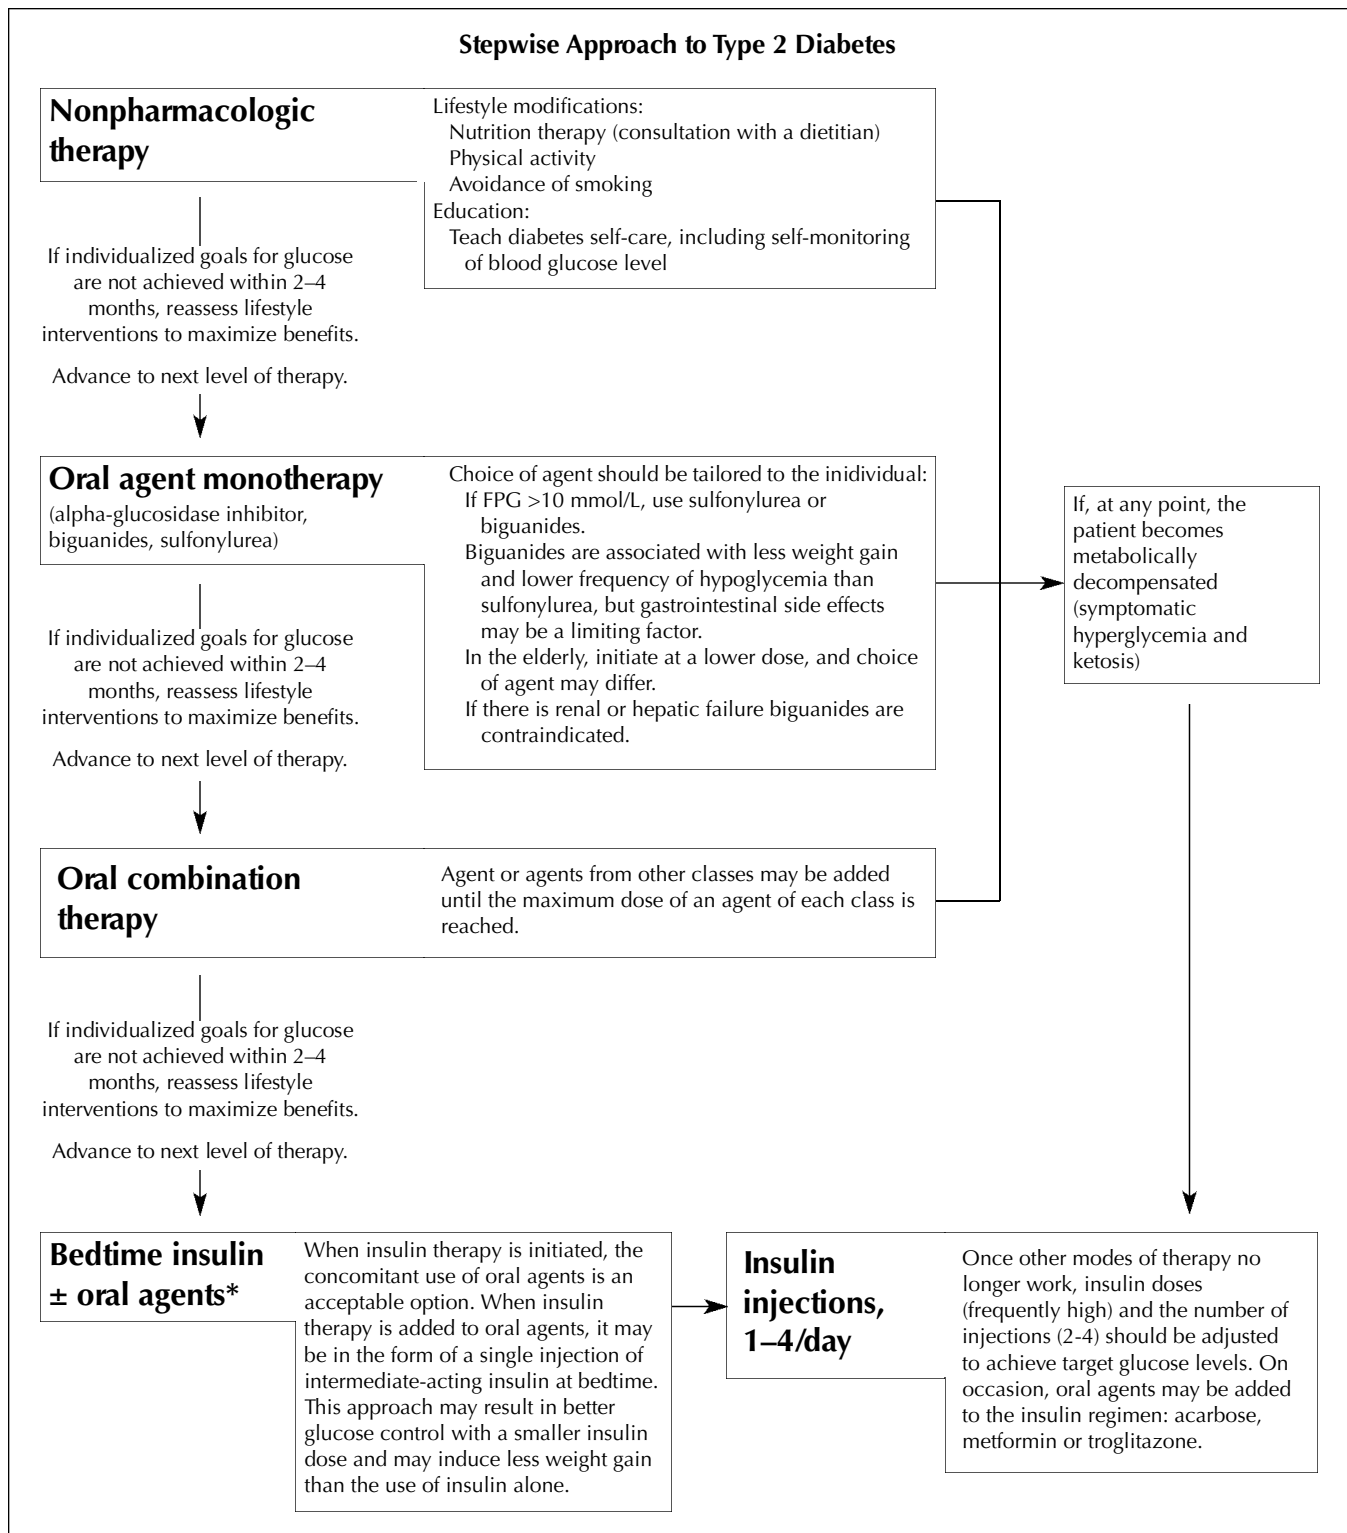 Stepwise Approach to Type 2 Diabetes
Nonpharmacologic
therapy
Lifestyle modifications:
Nutrition therapy (consultation with a dietitian)
Physical activity
Avoidance of smoking
Education:
Teach diabetes self-care, including self-monitoring
of blood glucose level
If individualized goals for glucose
are not achieved within 2–4
months, reassess lifestyle
interventions to maximize benefits.
Advance to next level of therapy.
Oral agent monotherapy
(alpha-glucosidase inhibitor,
biguanides, sulfonylurea)
Choice of agent should be tailored to the inidividual:
If FPG >10 mmol/L, use sulfonylurea or
biguanides.
Biguanides are associated with less weight gain
and lower frequency of hypoglycemia than
sulfonylurea, but gastrointestinal side effects
may be a limiting factor.
In the elderly, initiate at a lower dose, and choice
of agent may differ.
If there is renal or hepatic failure biguanides are
contraindicated.
If, at any point, the
patient becomes
metabolically
decompensated
(symptomatic
hyperglycemia and
ketosis)
If individualized goals for glucose
are not achieved within 2–4
months, reassess lifestyle
interventions to maximize benefits.
Advance to next level of therapy.
Oral combination
therapy
Agent or agents from other classes may be added
until the maximum dose of an agent of each class is
reached.
If individualized goals for glucose
are not achieved within 2–4
months, reassess lifestyle
interventions to maximize benefits.
Advance to next level of therapy.
Bedtime insulin
± oral agents*
When insulin therapy is initiated, the
concomitant use of oral agents is an
acceptable option. When insulin
therapy is added to oral agents, it may
be in the form of a single injection of
intermediate-acting insulin at bedtime.
This approach may result in better
glucose control with a smaller insulin
dose and may induce less weight gain
than the use of insulin alone.
Insulin
injections,
1–4/day
Once other modes of therapy no
longer work, insulin doses
(frequently high) and the number of
injections (2-4) should be adjusted
to achieve target glucose levels. On
occasion, oral agents may be added
to the insulin regimen: acarbose,
metformin or troglitazone.